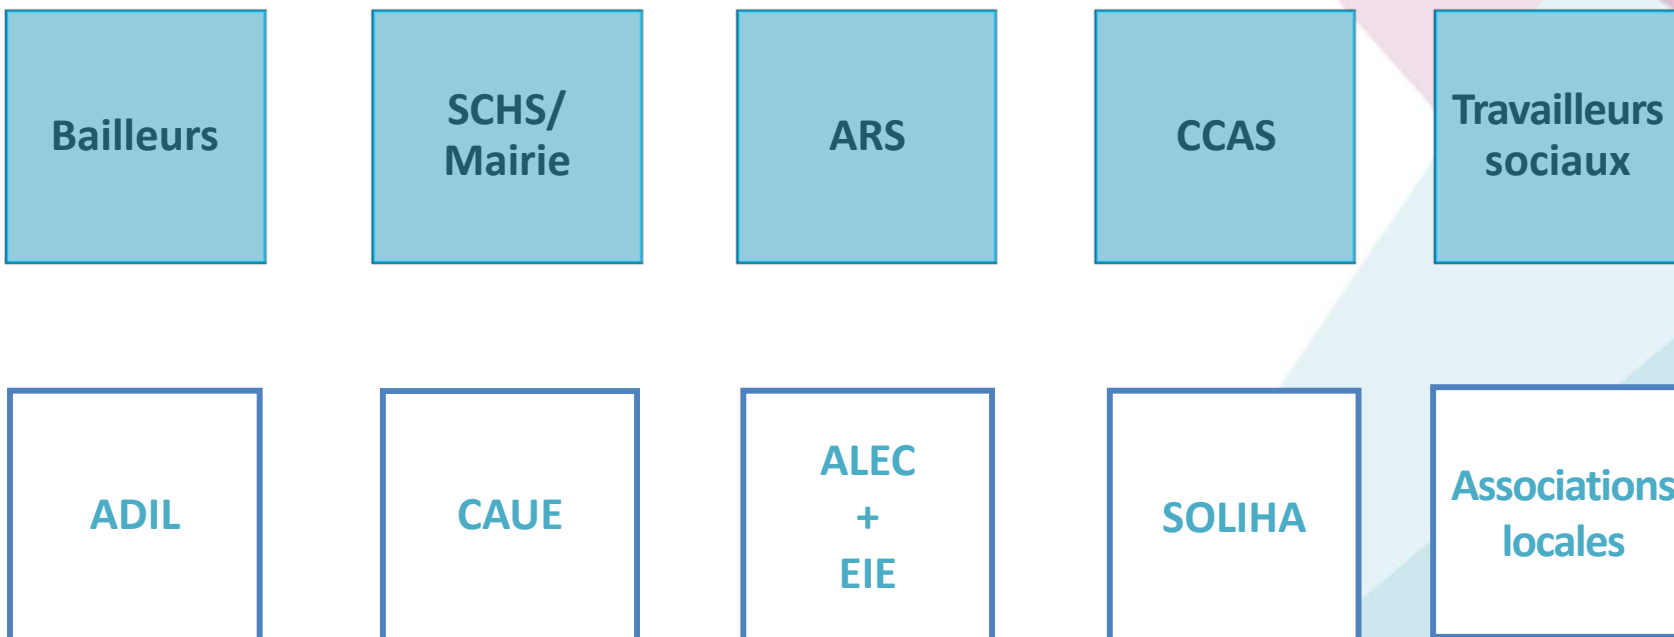 Bailleurs
SCHS/
Mairie
ARS
CCAS
Travailleurs
sociaux
ADIL
CAUE
ALEC
+
EIE
SOLIHA
Associations
locales